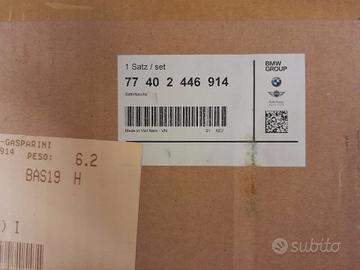 1 Satz / set
77 40 2 446 914
Satteltasche
Made in Viet Nam - VN
BMW
GROUP
-GASPARINI
914 PESO: 6.2
BAS19 H
) I
subito